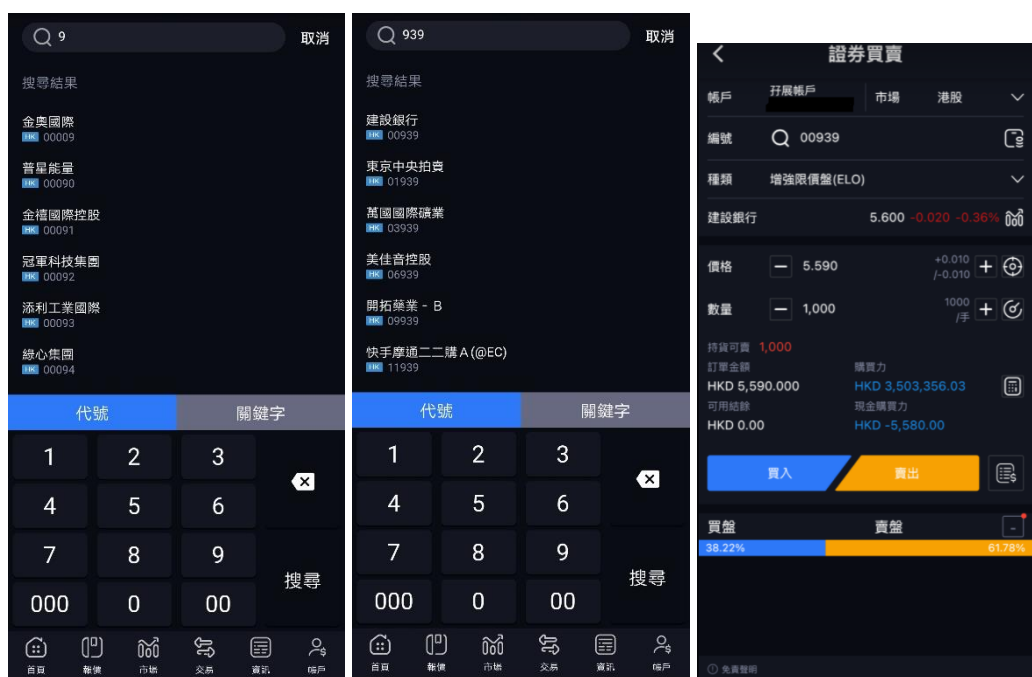 9
取消
搜尋結果
金奧國際
HK 00009
普星能量
HK 00090
金禧國際控股
HK 00091
冠軍科技集團
HK 00092
添利工業國際
HK 00093
綠心集團
HK 00094
代號
關鍵字
1 2 3
4 5 6
7 8 9
搜尋
000 0 00
首頁 報價 市場 交易 資訊 帳戶
939
取消
搜尋結果
建設銀行
HK 00939
東京中央拍賣
HK 01939
萬國國際礦業
HK 03939
美佳音控股
HK 06939
開拓藥業 - B
HK 09939
快手摩通二二購A(@EC)
HK 11939
代號
關鍵字
1 2 3
4 5 6
7 8 9
搜尋
000 0 00
首頁 報價 市場 交易 資訊 帳戶
證券買賣
帳戶 孖展帳戶 市場 港股
編號 00939
種類 增強限價盤(ELO)
建設銀行 5.600 -0.020 -0.36%
價格 5.590 +0.010
/-0.010
數量 1,000 1000
/手
持貨可賣 1,000
訂單金額 購買力
HKD 5,590.000 HKD 3,503,356.03
可用結餘 現金購買力
HKD 0.00 HKD -5,580.00
買入 賣出
買盤 賣盤
38.22% 61.78%
免責聲明